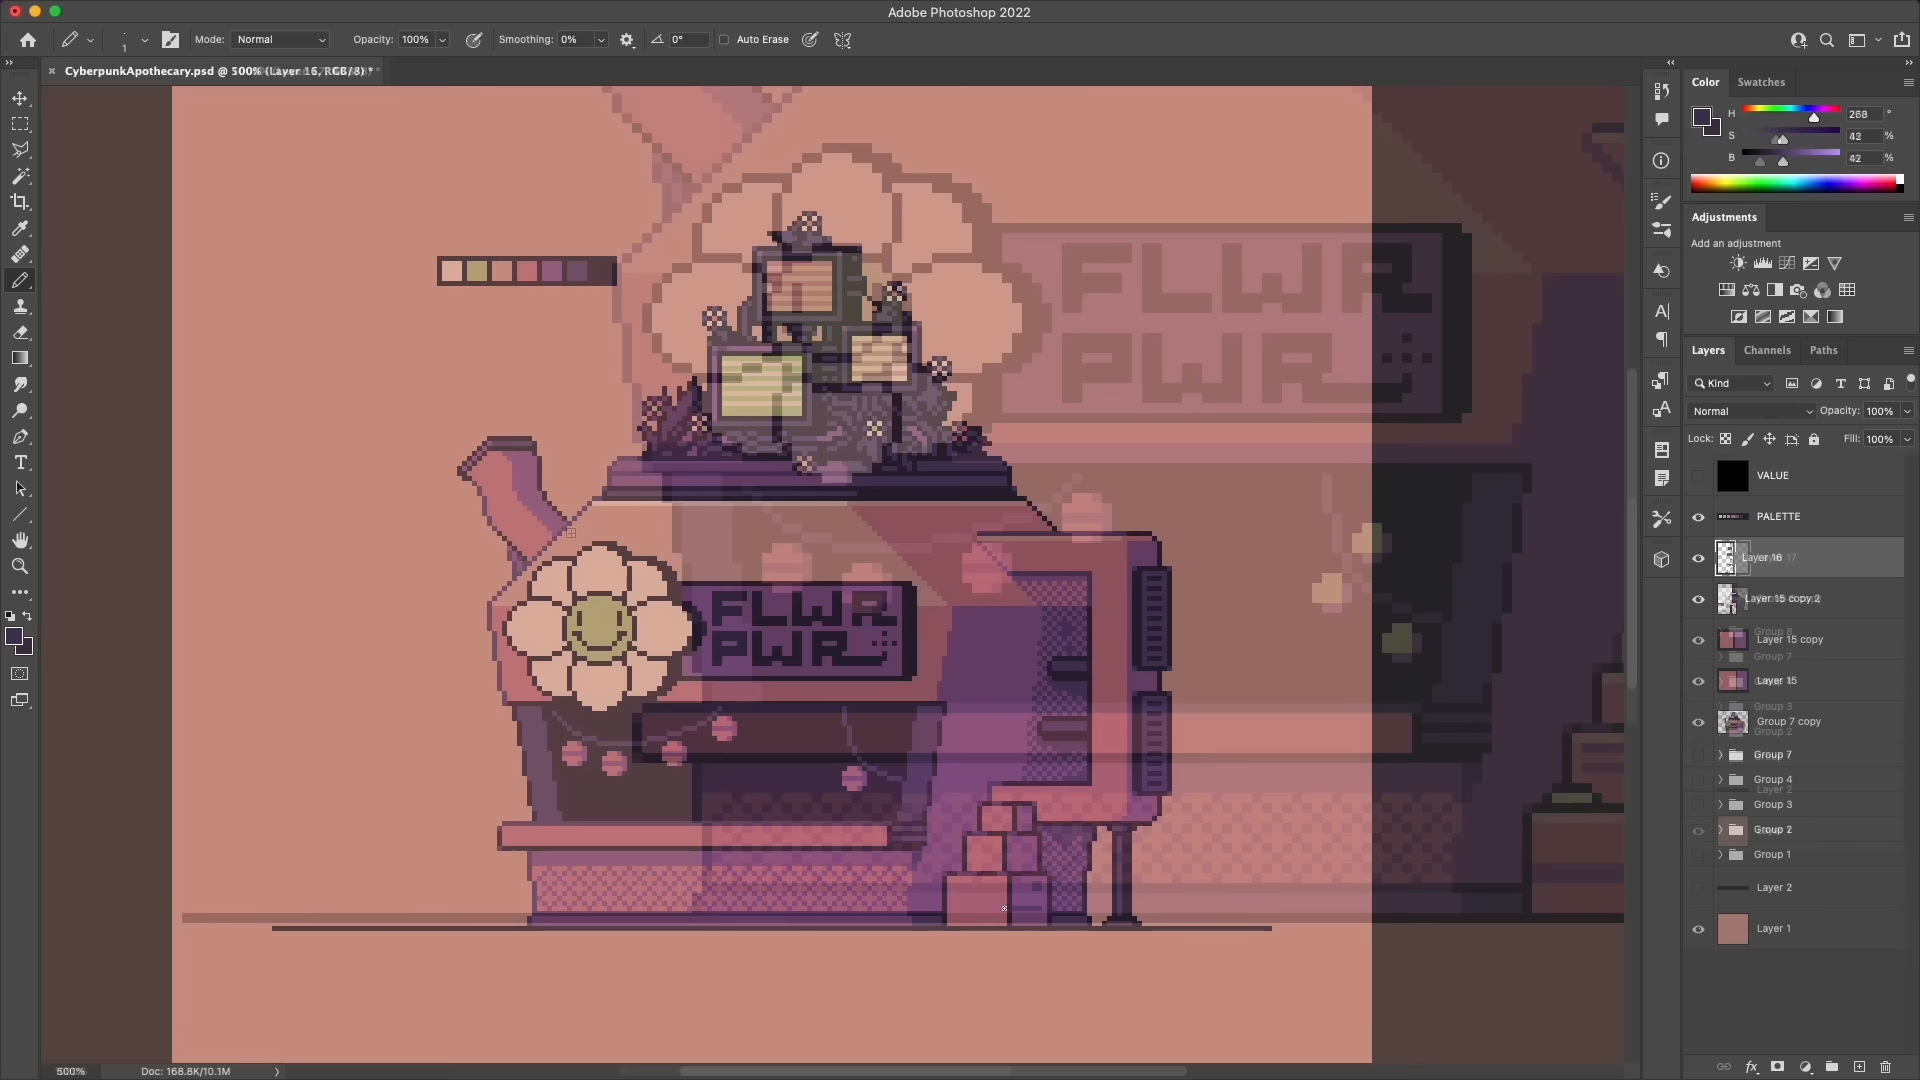 Adobe Photoshop 2022
1
Mode: Normal
Opacity: 100%
Smoothing: 0%
0°
Auto Erase
× CyberpunkApothecary.psd @ 500% (Layer 16, RGB/8) *
Color
Swatches
H 268 °
S 42 %
B 42 %
Adjustments
Add an adjustment
Layers
Channels
Paths
Kind
Normal
Opacity: 100%
Lock:
Fill: 100%
VALUE
PALETTE
Layer 16
Layer 15 copy 2
Layer 15 copy
Layer 15
Group 7 copy
Group 7
Group 4
Group 3
Group 2
Group 1
Layer 2
Layer 1
FLWR
PWR
FLWR
PWR
500%
Doc: 168.8K/10.1M